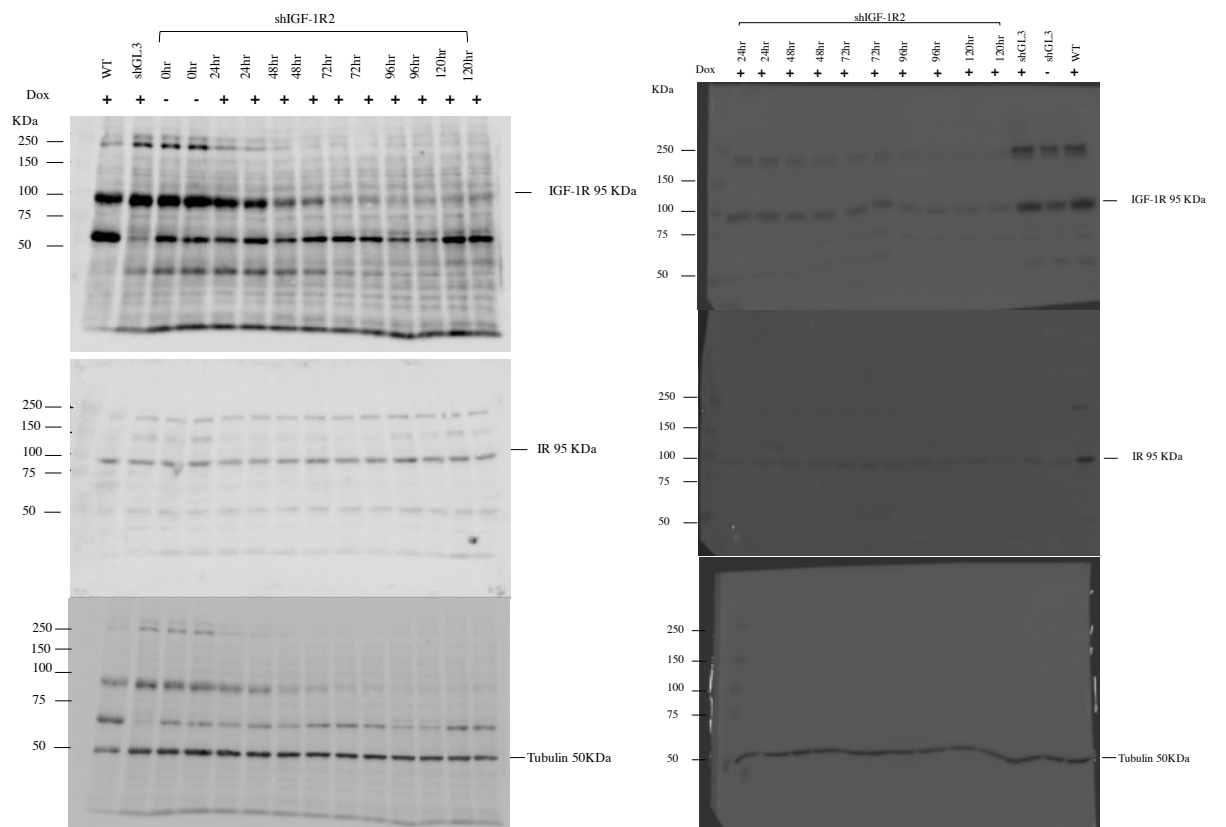 shIGF-1R2
WT shGL3 0hr 0hr 24hr 24hr 48hr 48hr 72hr 72hr 96hr 96hr 120hr 120hr
Dox + + - - + + + + + + + + + +
KDa
250
150
100
75
50
IGF-1R 95 KDa
250
150
100
75
50
IR 95 KDa
250
150
100
75
50
Tubulin 50KDa
shIGF-1R2
24hr 24hr 48hr 48hr 72hr 72hr 96hr 96hr 120hr 120hr shGL3 shGL3 WT
Dox + + + + + + + + + + + - +
KDa
250
150
100
75
50
IGF-1R 95 KDa
250
150
100
75
50
IR 95 KDa
250
150
100
75
50
Tubulin 50KDa